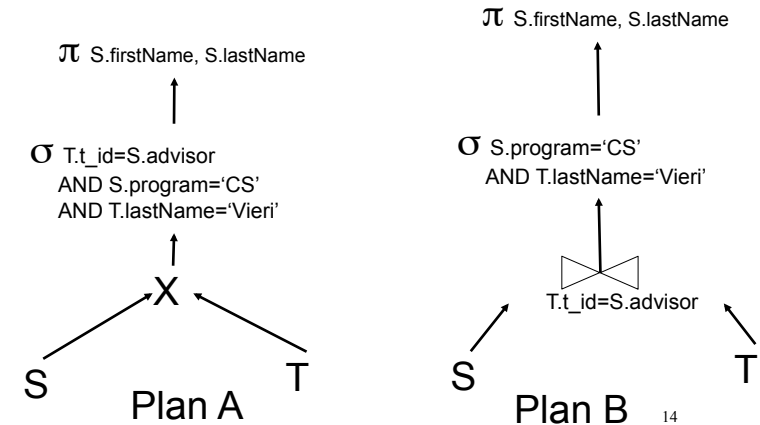 π S.firstName, S.lastName
σ T.t_id=S.advisor
AND S.program=‘CS’
AND T.lastName=‘Vieri’
X
S
T
Plan A
π S.firstName, S.lastName
σ S.program=‘CS’
AND T.lastName=‘Vieri’
T.t_id=S.advisor
S
T
Plan B
14